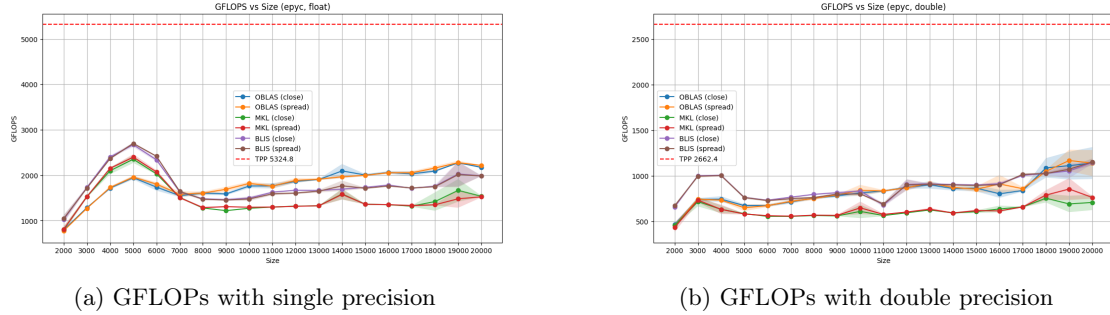 GFLOPS vs Size (epyc, float)
5000
4000
3000
2000
1000
GFLOPS
OBLAS (close)
OBLAS (spread)
MKL (close)
MKL (spread)
BLIS (close)
BLIS (spread)
TPP 5324.8
2000 3000 4000 5000 6000 7000 8000 9000 10000 11000 12000 13000 14000 15000 16000 17000 18000 19000 20000
Size
(a) GFLOPs with single precision
GFLOPS vs Size (epyc, double)
2500
2000
1500
1000
500
GFLOPS
OBLAS (close)
OBLAS (spread)
MKL (close)
MKL (spread)
BLIS (close)
BLIS (spread)
TPP 2662.4
2000 3000 4000 5000 6000 7000 8000 9000 10000 11000 12000 13000 14000 15000 16000 17000 18000 19000 20000
Size
(b) GFLOPs with double precision